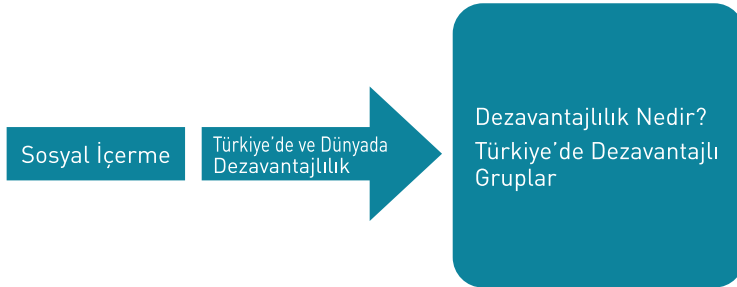 Sosyal İçerme
Türkiye’de ve Dünyada
Dezavantajlılık
Dezavantajlılık Nedir?
Türkiye’de Dezavantajlı
Gruplar